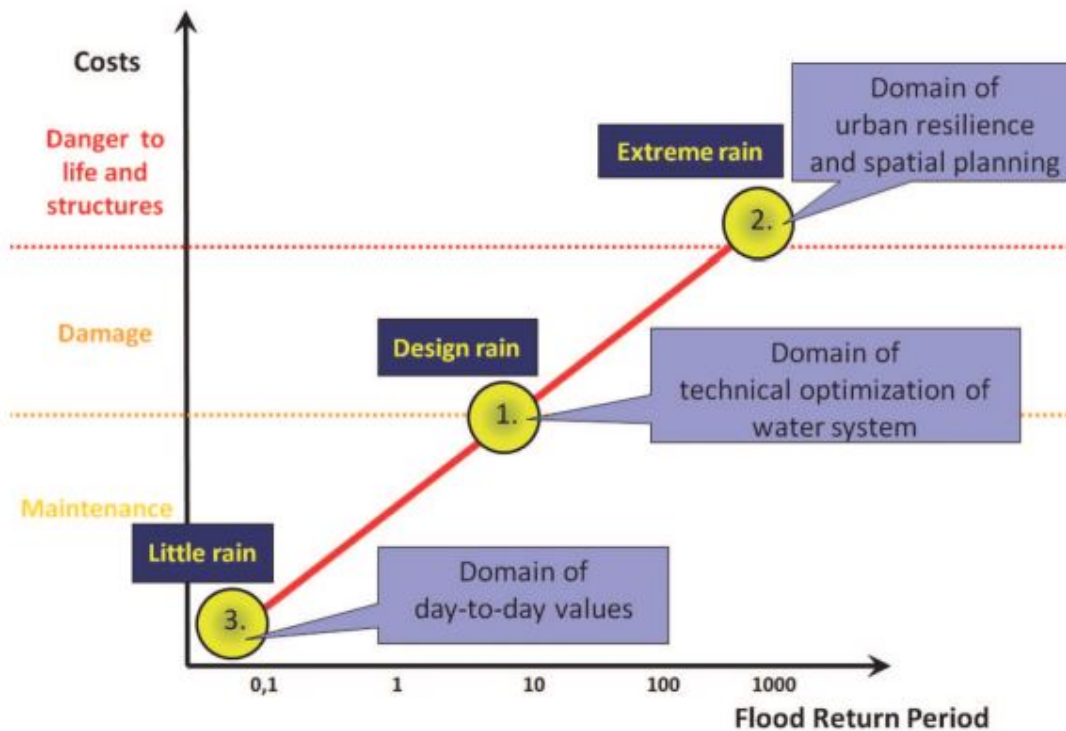 Costs
Danger to
life and
structures
Extreme rain
Domain of
urban resilience
and spatial planning
2.
Damage
Design rain
Domain of
technical optimization of
water system
1.
Maintenance
Little rain
Domain of
day-to-day values
3.
0,1 1 10 100 1000
Flood Return Period